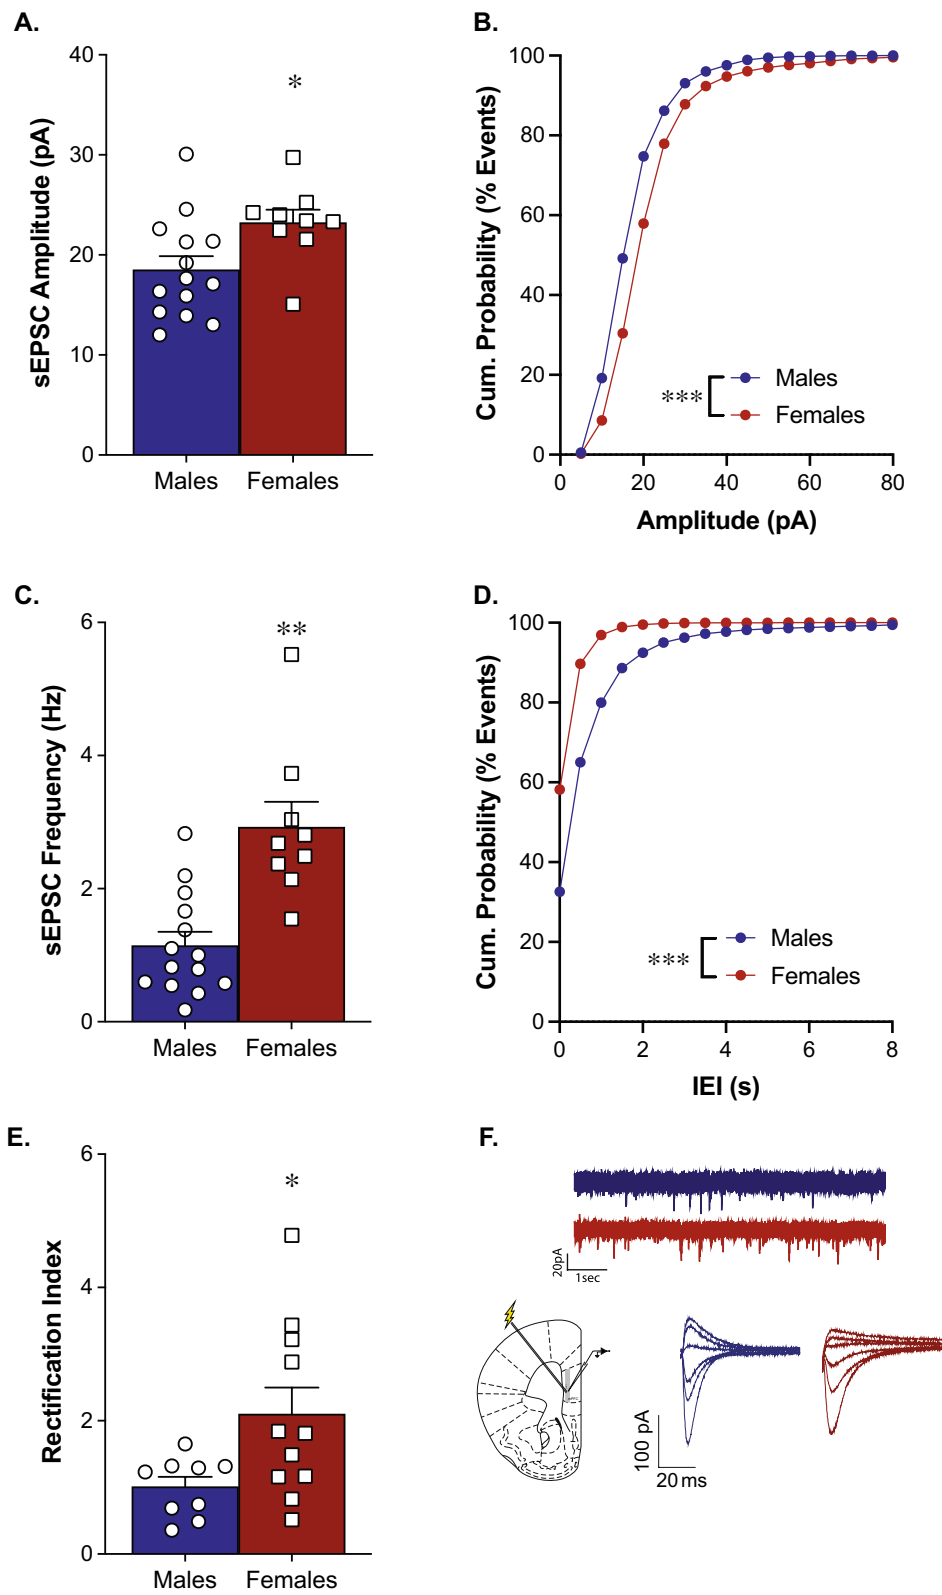 A.
sEPSC Amplitude (pA)
40
30
20
10
0
*
Males
Females
B.
Cum. Probability (% Events)
100
80
60
40
20
0
***
Males
Females
0
20
40
60
80
Amplitude (pA)
C.
sEPSC Frequency (Hz)
6
4
2
0
**
Males
Females
D.
Cum. Probability (% Events)
100
80
60
40
20
0
***
Males
Females
0
2
4
6
8
IEI (s)
E.
Rectification Index
6
4
2
0
*
Males
Females
F.
20pA
1sec
100 pA
20 ms